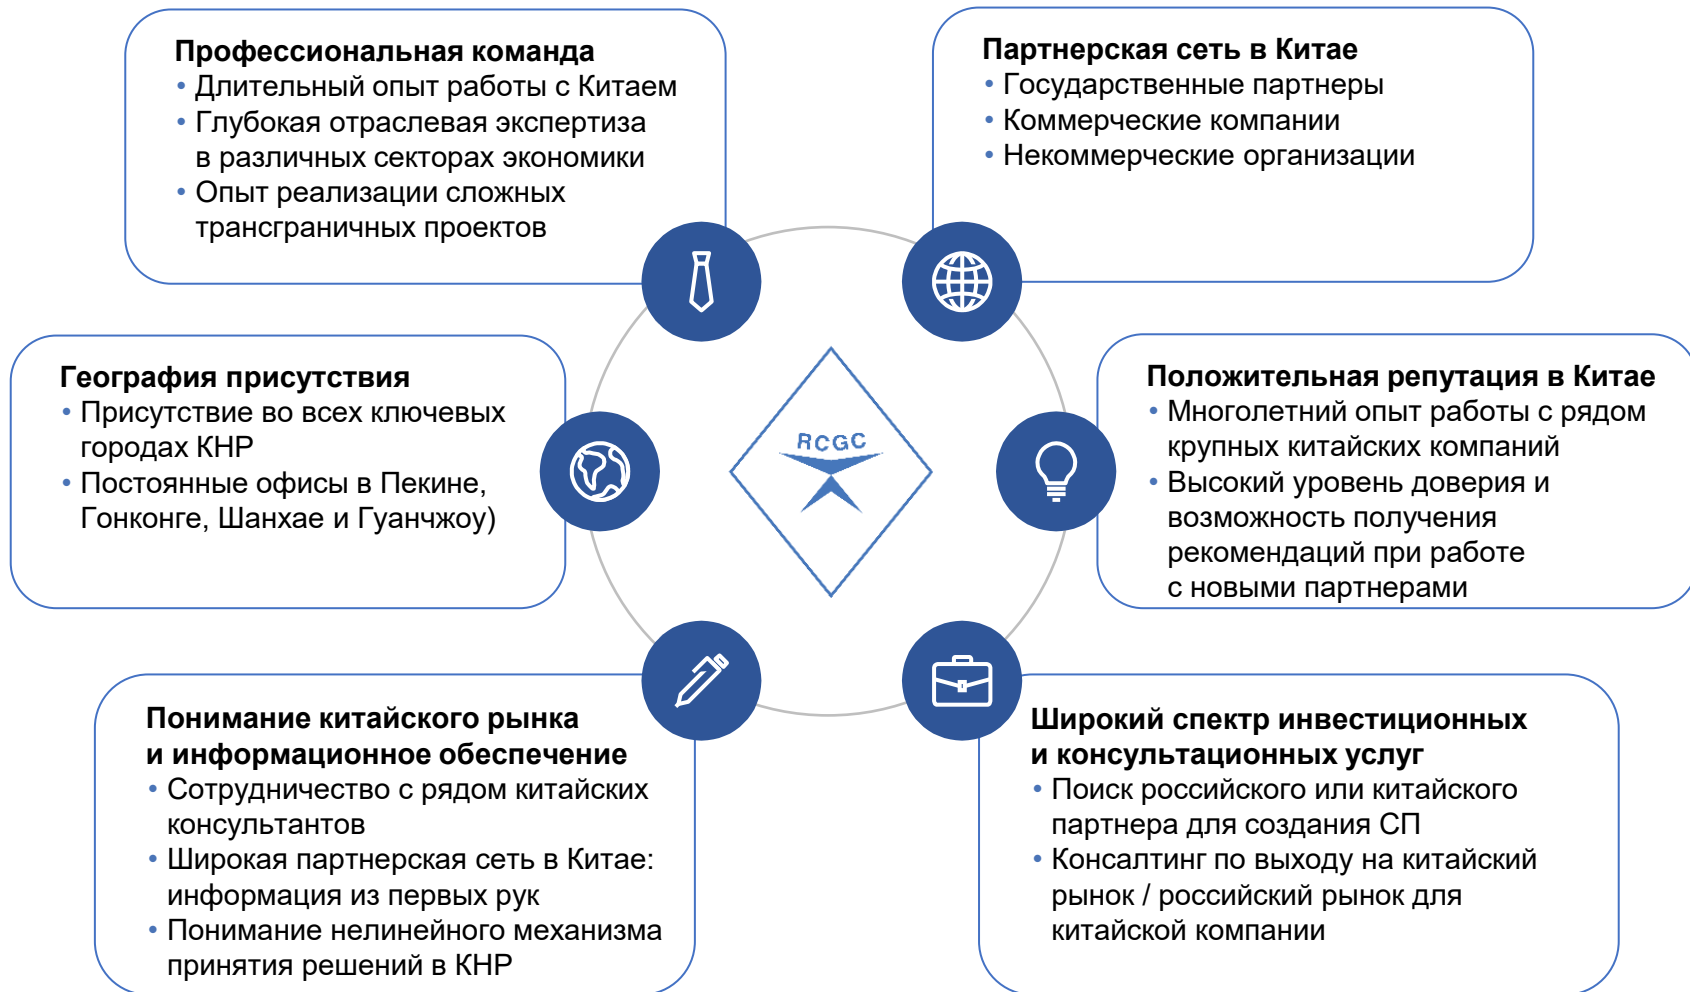 Профессиональная команда
• Длительный опыт работы с Китаем
• Глубокая отраслевая экспертиза
в различных секторах экономики
• Опыт реализации сложных
трансграничных проектов
Партнерская сеть в Китае
• Государственные партнеры
• Коммерческие компании
• Некоммерческие организации
География присутствия
• Присутствие во всех ключевых
городах КНР
• Постоянные офисы в Пекине,
Гонконге, Шанхае и Гуанчжоу)
RCGC
Положительная репутация в Китае
• Многолетний опыт работы с рядом
крупных китайских компаний
• Высокий уровень доверия и
возможность получения
рекомендаций при работе
с новыми партнерами
Понимание китайского рынка
и информационное обеспечение
• Сотрудничество с рядом китайских
консультантов
• Широкая партнерская сеть в Китае:
информация из первых рук
• Понимание нелинейного механизма
принятия решений в КНР
Широкий спектр инвестиционных
и консультационных услуг
• Поиск российского или китайского
партнера для создания СП
• Консалтинг по выходу на китайский
рынок / российский рынок для
китайской компании